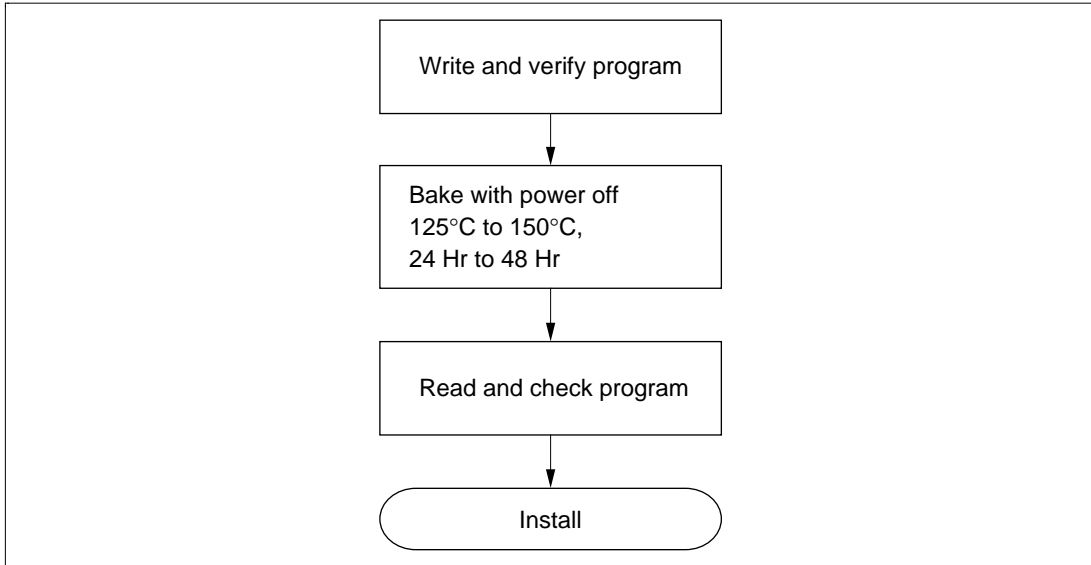 Write and verify program
Bake with power off
125°C to 150°C,
24 Hr to 48 Hr
Read and check program
Install